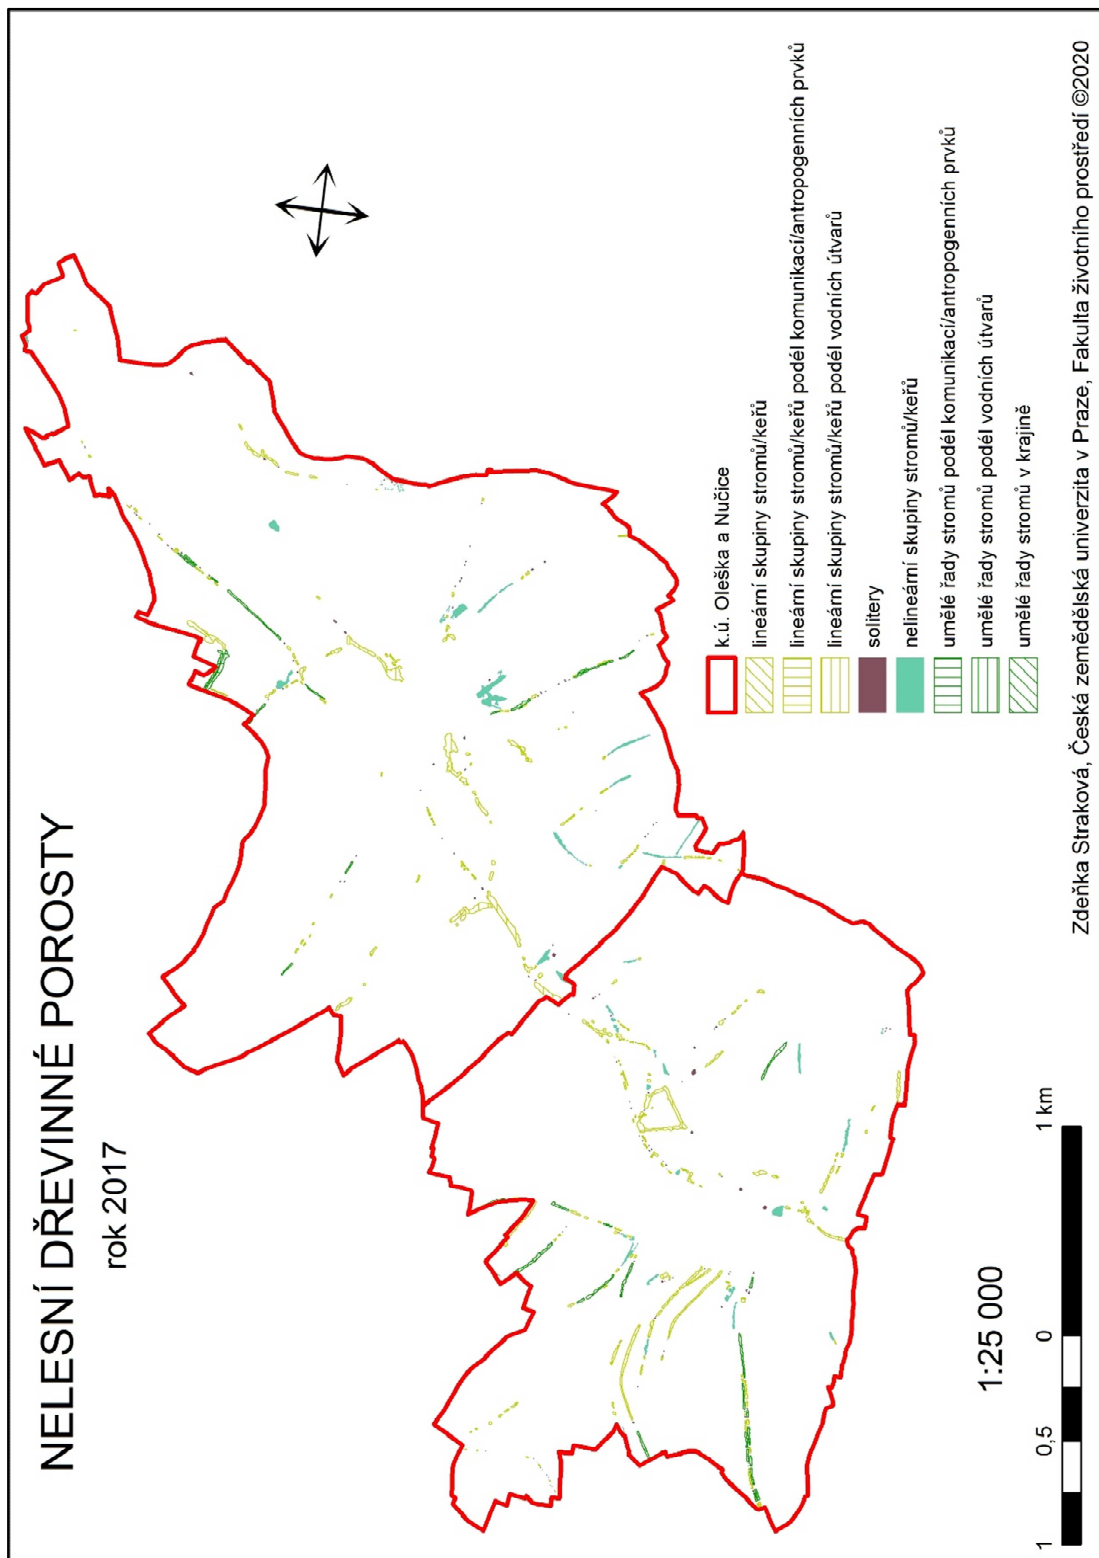 NELESNÍ DŘEVINNÉ POROSTY
rok 2017
k.ú. Oleška a Nučice
lineární skupiny stromů/keřů
lineární skupiny stromů/keřů podél komunikací/antropogenních prvků
lineární skupiny stromů/keřů podél vodních útvarů
solitery
nelineární skupiny stromů/keřů
umělé řady stromů podél komunikací/antropogenních prvků
umělé řady stromů podél vodních útvarů
umělé řady stromů v krajině
1:25 000
1 0,5 0 1 km
Zdeňka Straková, Česká zemědělská univerzita v Praze, Fakulta životního prostředí ©2020